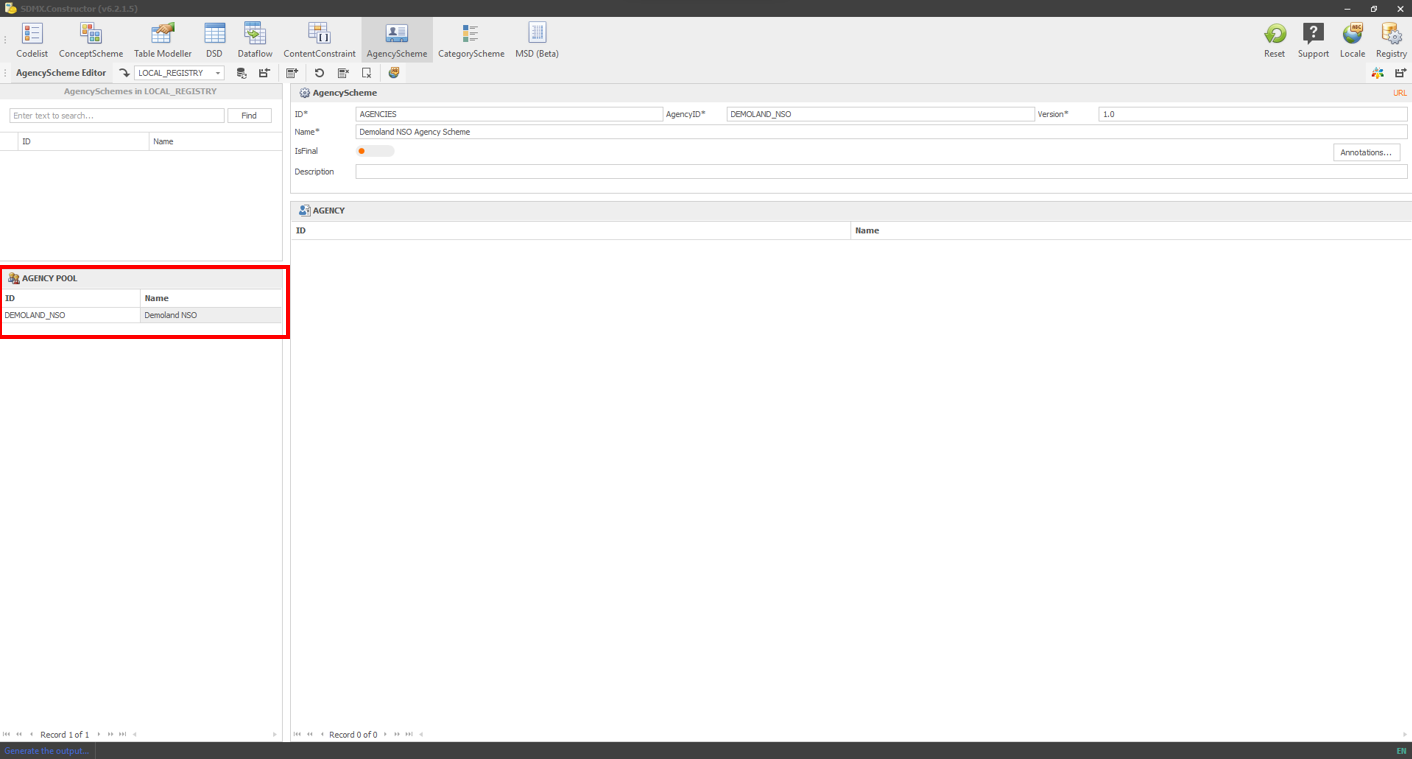 SDMX.Constructor (v6.2.1.5)
Codelist ConceptScheme Table Modeller DSD Dataflow ContentConstraint AgencyScheme CategoryScheme MSD (Beta) Reset Support Locale Registry
AgencyScheme Editor LOCAL_REGISTRY
AgencySchemes in LOCAL_REGISTRY
Enter text to search... Find
ID Name
AGENCY POOL
ID Name
DEMOLAND_NSO Demoland NSO
Record 1 of 1
AgencyScheme URL
ID* AGENCIES AgencyID* DEMOLAND_NSO Version* 1.0
Name* Demoland NSO Agency Scheme
IsFinal Annotations...
Description
AGENCY
ID Name
Record 0 of 0
Generate the output... EN